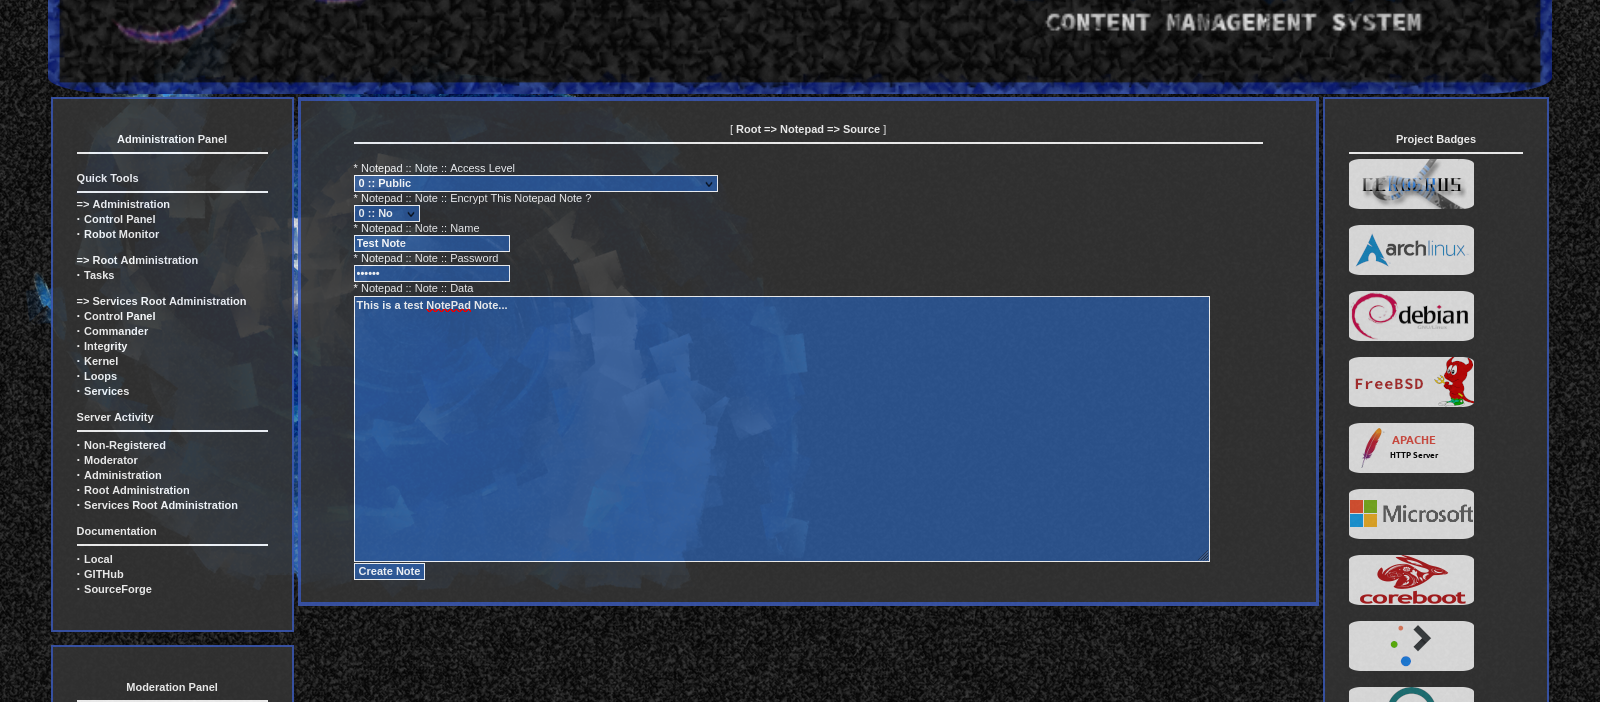 CONTENT MANAGEMENT SYSTEM
Administration Panel
Quick Tools
=> Administration
· Control Panel
· Robot Monitor
=> Root Administration
· Tasks
=> Services Root Administration
· Control Panel
· Commander
· Integrity
· Kernel
· Loops
· Services
Server Activity
· Non-Registered
· Moderator
· Administration
· Root Administration
· Services Root Administration
Documentation
· Local
· GITHub
· SourceForge
Moderation Panel
[ Root => Notepad => Source ]
* Notepad :: Note :: Access Level
0 :: Public
* Notepad :: Note :: Encrypt This Notepad Note ?
0 :: No
* Notepad :: Note :: Name
Test Note
* Notepad :: Note :: Password
••••••
* Notepad :: Note :: Data
This is a test NotePad Note...
Create Note
Project Badges
CERBERUS
archlinux
debian
FreeBSD
APACHE
HTTP Server
Microsoft
coreboot